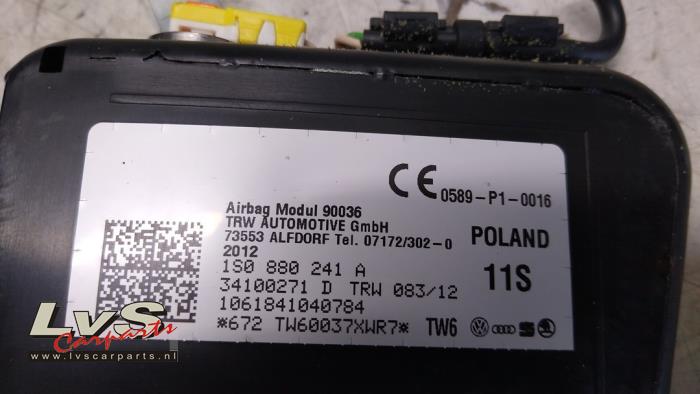 CE 0589-P1-0016
Airbag Modul 90036
TRW AUTOMOTIVE GmbH
73553 ALFDORF Tel. 07172/302-0
2012
POLAND
1S0 880 241 A
11S
34100271 D TRW 083/12
1061841040784
*672 TW60037XWR7* TW6
LvS
Carparts
www.lvscarparts.nl